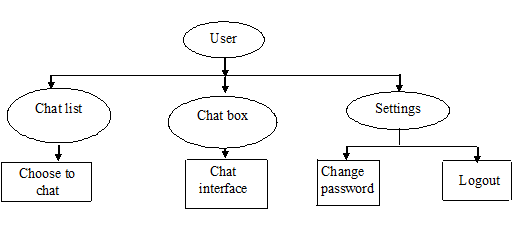 User
Chat list
Chat box
Settings
Choose to
chat
Chat
interface
Change
password
Logout